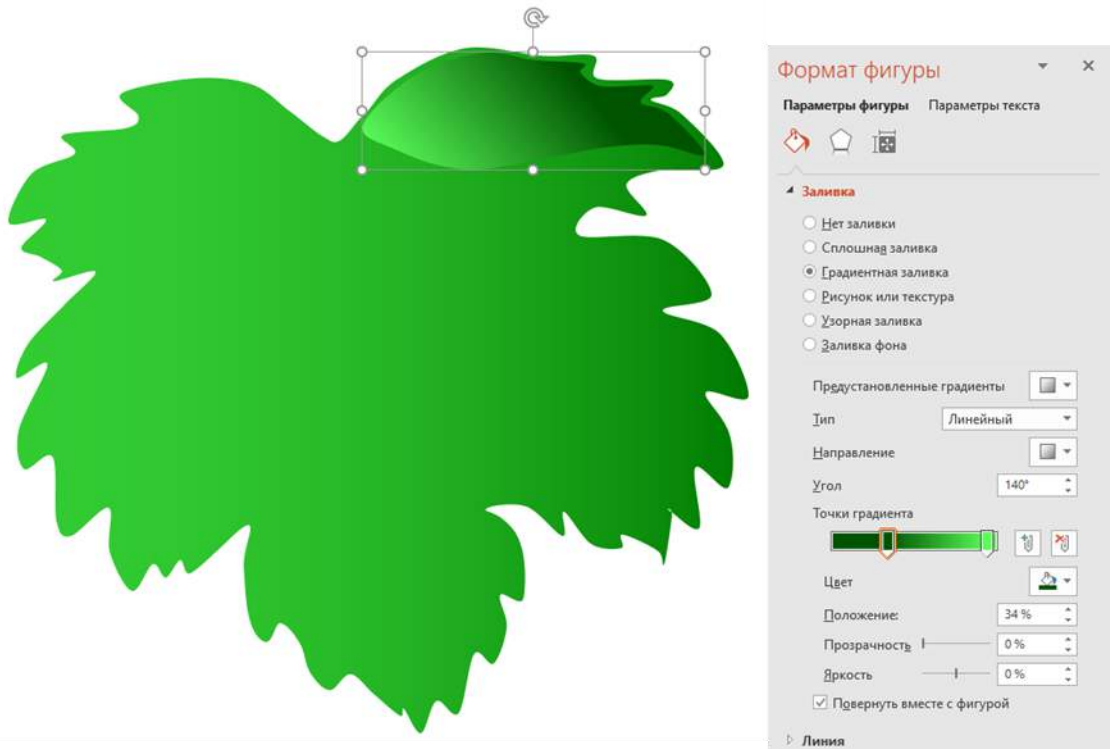 Формат фигуры
Параметры фигуры Параметры текста
Заливка
Нет заливки
Сплошная заливка
Градиентная заливка
Рисунок или текстура
Узорная заливка
Заливка фона
Предустановленные градиенты
Тип Линейный
Направление
Угол 140°
Точки градиента
Цвет
Положение: 34 %
Прозрачность 0 %
Яркость 0 %
Повернуть вместе с фигурой
Линия